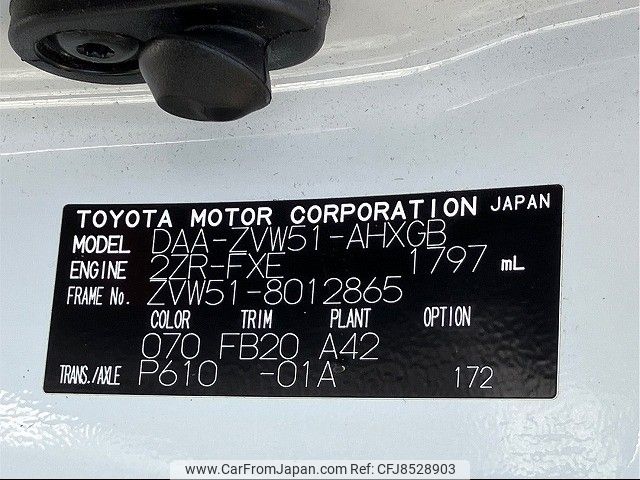 TOYOTA MOTOR CORPORATION JAPAN
MODEL DAA-ZVW51-AHXGB
ENGINE 2ZR-FXE 1797 mL
FRAME No. ZVW51-8012865
COLOR TRIM PLANT OPTION
070 FB20 A42
TRANS./AXLE P610 -01A 172
www.CarFromJapan.com ID: CFJ8528903